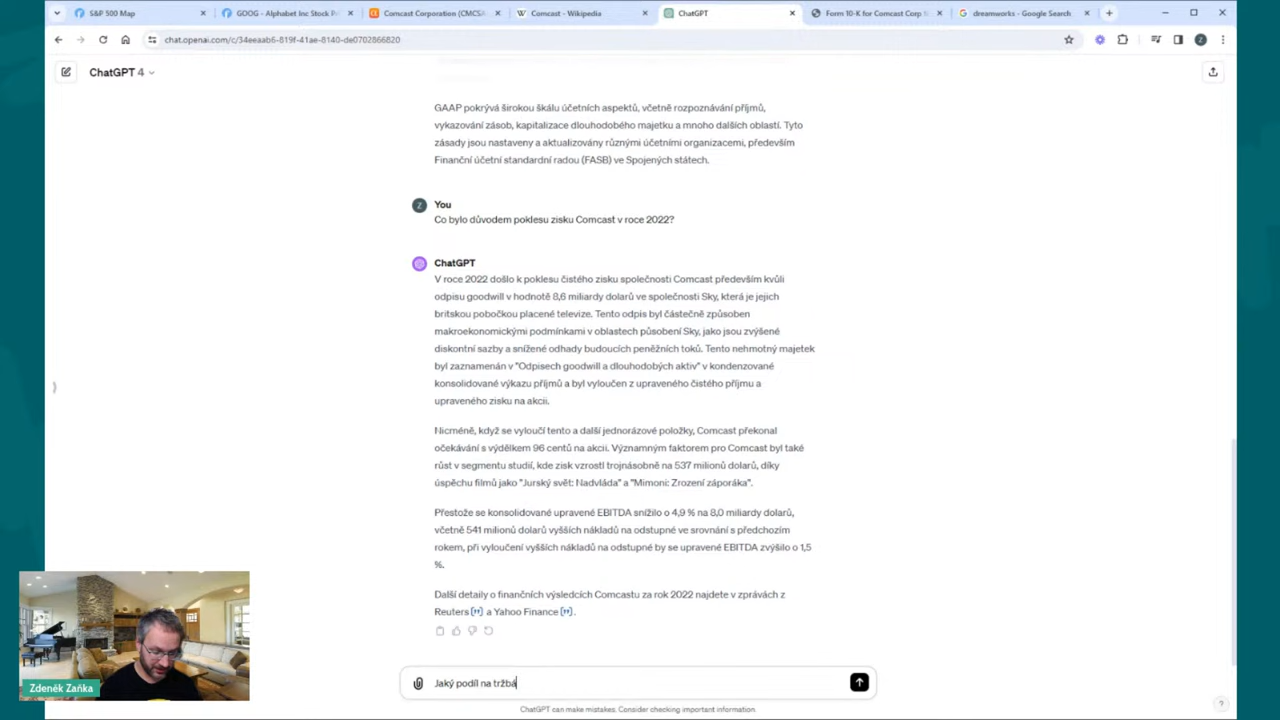 S&P 500 Map
GOOG - Alphabet Inc Stock P
Comcast Corporation (CMCSA
Comcast - Wikipedia
ChatGPT
Form 10-K for Comcast Corp
dreamworks - Google Search
chat.openai.com/c/34eeaab6-819f-41ae-8140-de0702866820
ChatGPT 4
GAAP pokrývá širokou škálu účetních aspektů, včetně rozpoznávání příjmů,
vykazování zásob, kapitalizace dlouhodobého majetku a mnoho dalších oblastí. Tyto
zásady jsou nastaveny a aktualizovány různými účetními organizacemi, především
Finanční účetní standardní radou (FASB) ve Spojených státech.
You
Co bylo důvodem poklesu zisku Comcast v roce 2022?
ChatGPT
V roce 2022 došlo k poklesu čistého zisku společnosti Comcast především kvůli
odpisu goodwill v hodnotě 8,6 miliardy dolarů ve společnosti Sky, která je jejich
britskou pobočkou placené televize. Tento odpis byl částečně způsoben
makroekonomickými podmínkami v oblastech působení Sky, jako jsou zvýšené
diskontní sazby a snížené odhady budoucích peněžních toků. Tento nehmotný majetek
byl zaznamenán v "Odpisech goodwill a dlouhodobých aktiv" v kondenzované
konsolidované výkazu příjmů a byl vyloučen z upraveného čistého příjmu a
upraveného zisku na akcii.
Nicméně, když se vyloučí tento a další jednorázové položky, Comcast překonal
očekávání s výdělkem 96 centů na akcii. Významným faktorem pro Comcast byl také
růst v segmentu studií, kde zisk vzrostl trojnásobně na 537 milionů dolarů, díky
úspěchu filmů jako "Jurský svět: Nadvláda" a "Mimoni: Zrození záporáka".
Přestože se konsolidované upravené EBITDA snížilo o 4,9 % na 8,0 miliardy dolarů,
včetně 541 milionů dolarů vyšších nákladů na odstupné ve srovnání s předchozím
rokem, při vyloučení vyšších nákladů na odstupné by se upravené EBITDA zvýšilo o 1,5
%.
Další detaily o finančních výsledcích Comcastu za rok 2022 najdete v zprávách z
Reuters ["] a Yahoo Finance ["].
Jaký podíl na tržbá
ChatGPT can make mistakes. Consider checking important information.
Zdeněk Zaňka